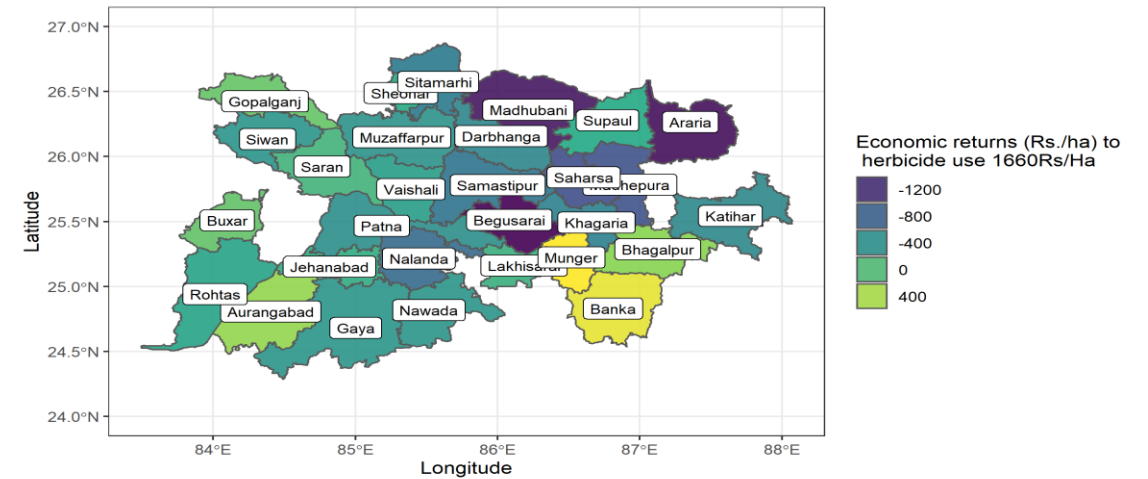 27.0°N
26.5°N
26.0°N
25.5°N
25.0°N
24.5°N
24.0°N
Latitude
84°E
85°E
86°E
87°E
88°E
Longitude
Sitamarhi
Gopalganj
Madhubani
Supaul
Araria
Siwan
Muzaffarpur
Darbhanga
Saran
Vaishali
Samastipur
Saharsa
Katihar
Buxar
Patna
Begusarai
Khagaria
Bhagalpur
Jehanabad
Nalanda
Munger
Rohtas
Aurangabad
Gaya
Nawada
Banka
Economic returns (Rs./ha) to
herbicide use 1660Rs/Ha
-1200
-800
-400
0
400